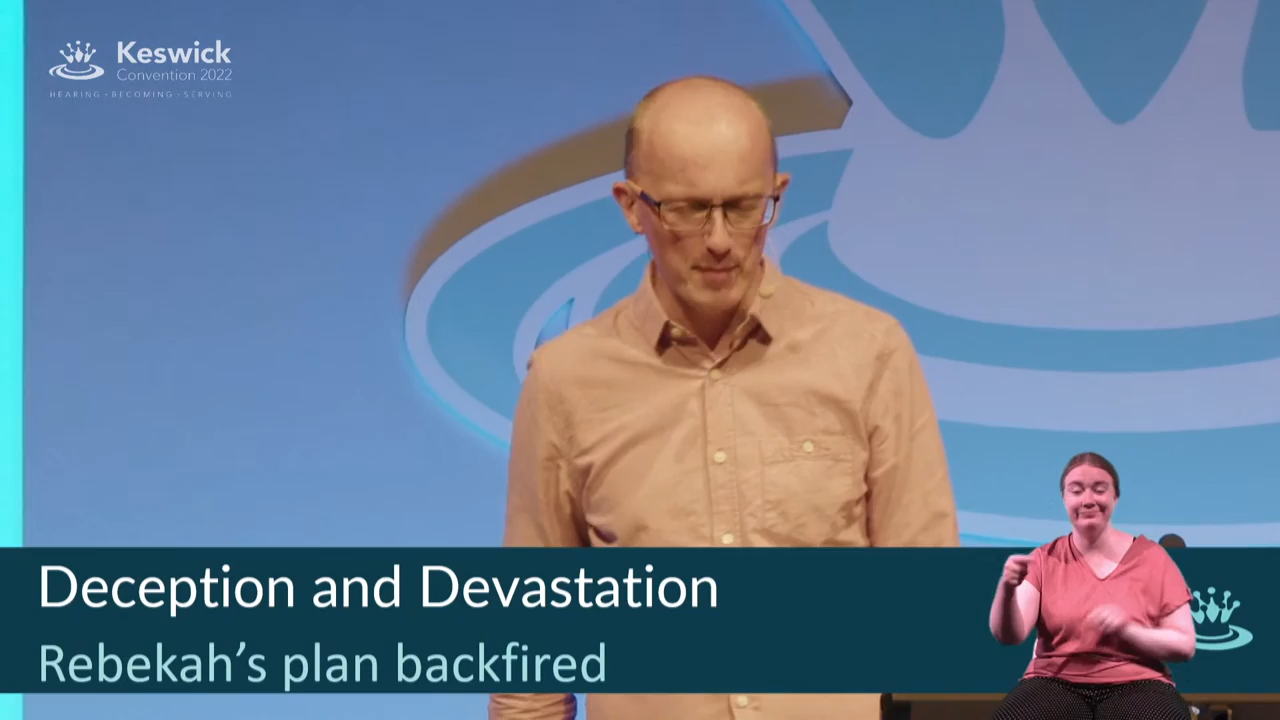 Keswick
Convention 2022
HEARING · BECOMING · SERVING
Deception and Devastation
Rebekah’s plan backfired